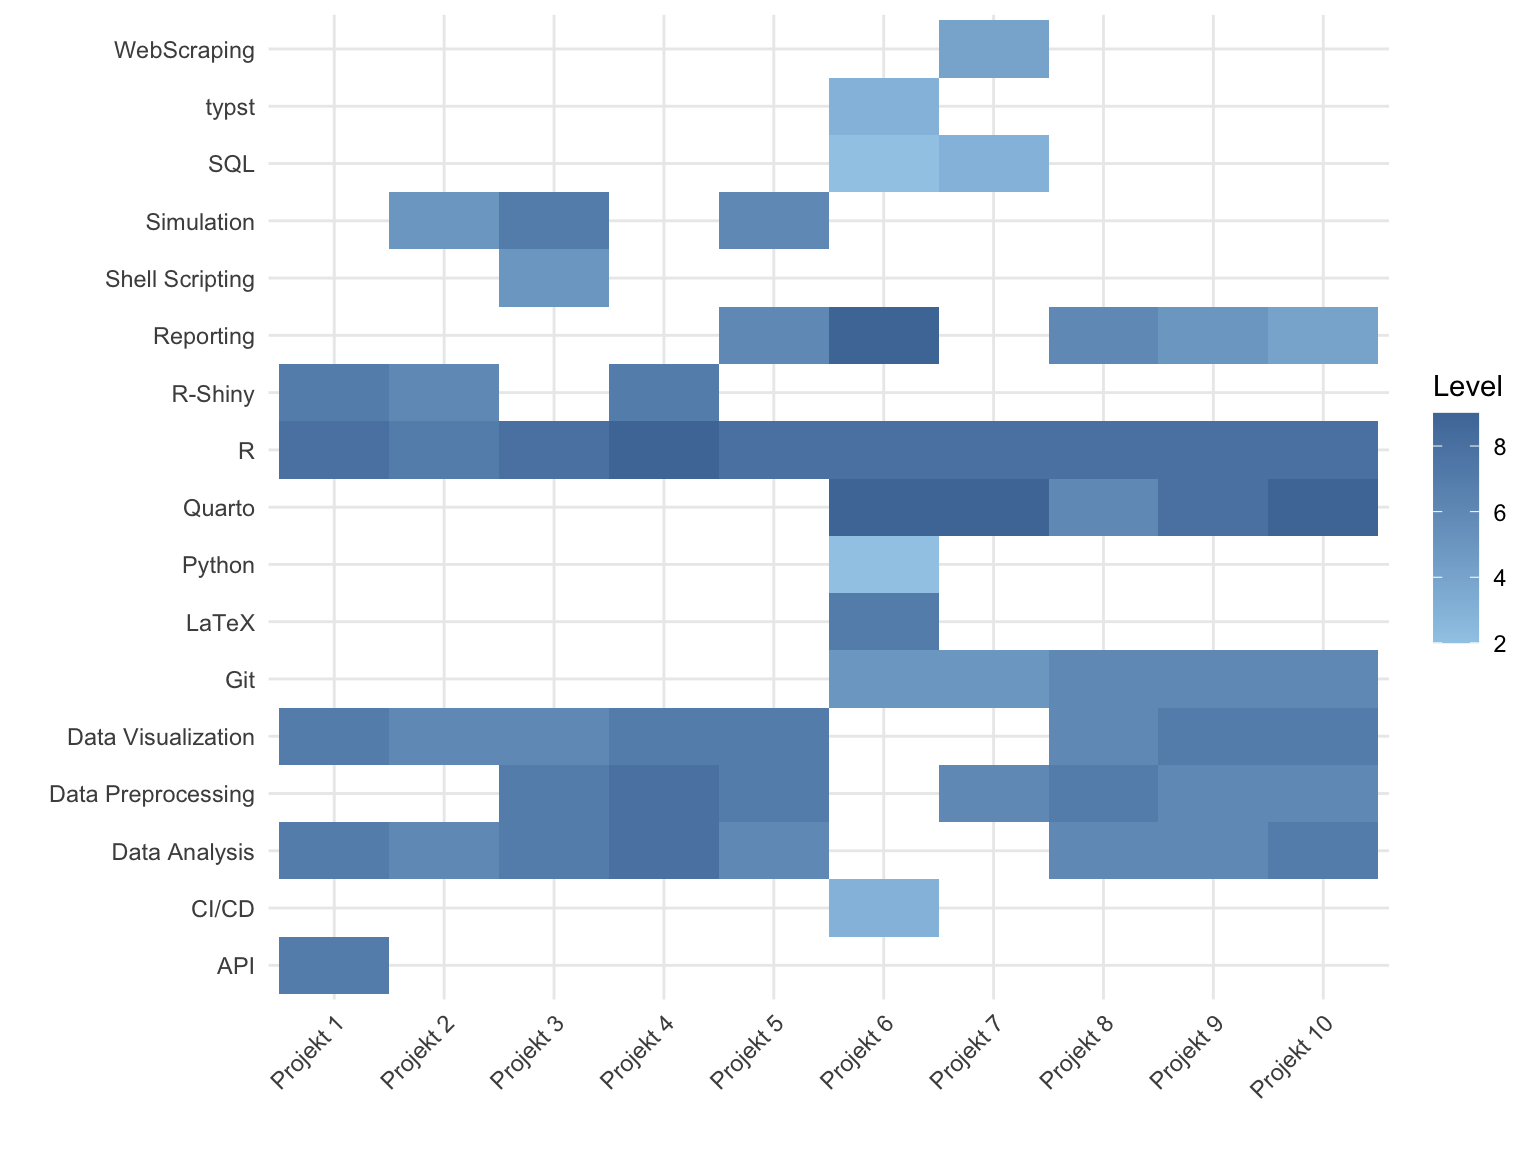 WebScraping
typst
SQL
Simulation
Shell Scripting
Reporting
R-Shiny
R
Quarto
Python
LaTeX
Git
Data Visualization
Data Preprocessing
Data Analysis
CI/CD
API
Projekt 1
Projekt 2
Projekt 3
Projekt 4
Projekt 5
Projekt 6
Projekt 7
Projekt 8
Projekt 9
Projekt 10
Level
8
6
4
2